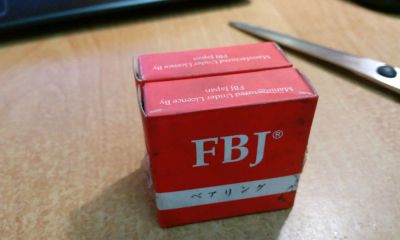 Manufactured Under Licence By
FBJ Japan
Manufactured Under Licence By
FBJ Japan
FBJ®
ベアリング